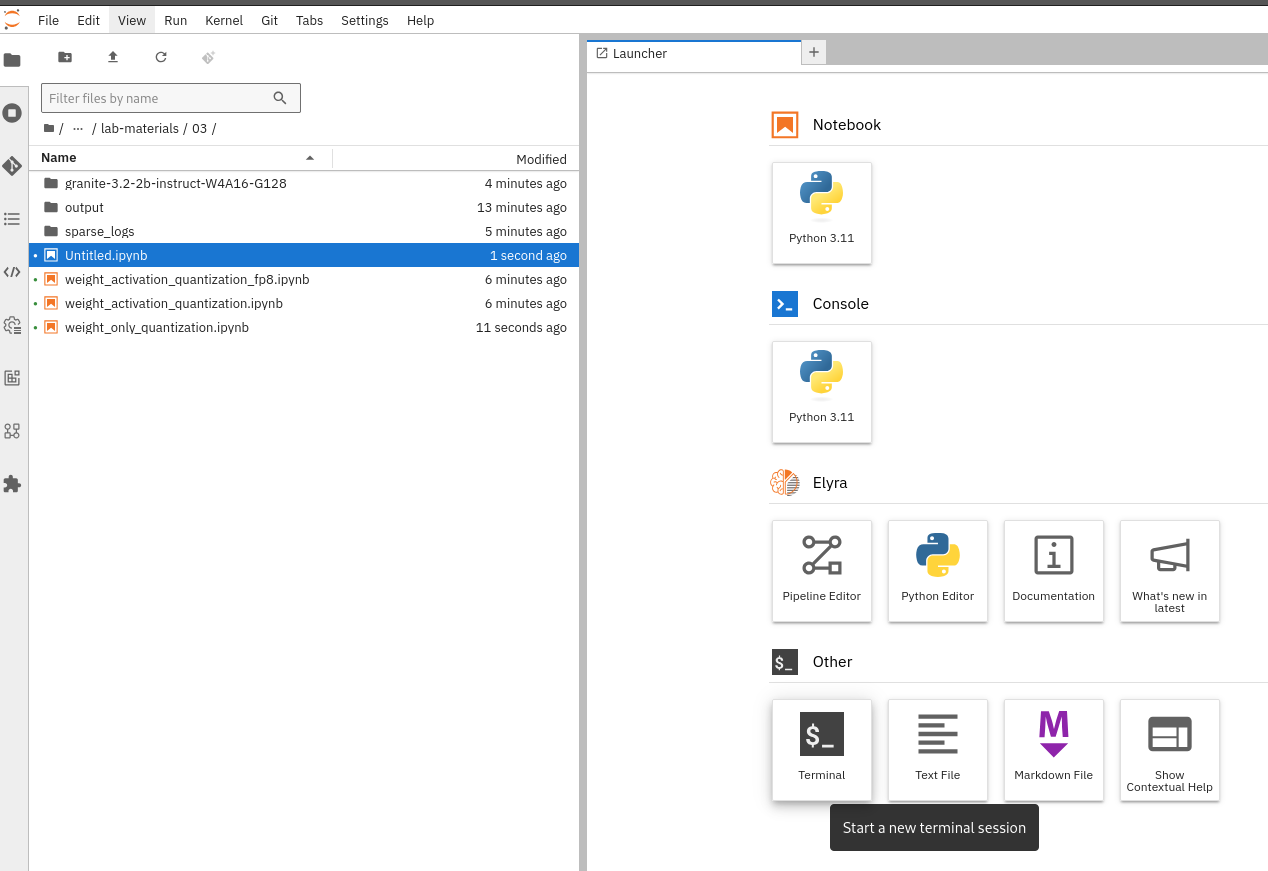 File Edit View Run Kernel Git Tabs Settings Help
Filter files by name
/ ··· / lab-materials / 03 /
Name Modified
granite-3.2-2b-instruct-W4A16-G128 4 minutes ago
output 13 minutes ago
sparse_logs 5 minutes ago
Untitled.ipynb 1 second ago
weight_activation_quantization_fp8.ipynb 6 minutes ago
weight_activation_quantization.ipynb 6 minutes ago
weight_only_quantization.ipynb 11 seconds ago
Launcher +
Notebook
Python 3.11
Console
Python 3.11
Elyra
Pipeline Editor
Python Editor
Documentation
What's new in
latest
$_ Other
$_
Terminal
Text File
M
Markdown File
Show
Contextual Help
Start a new terminal session